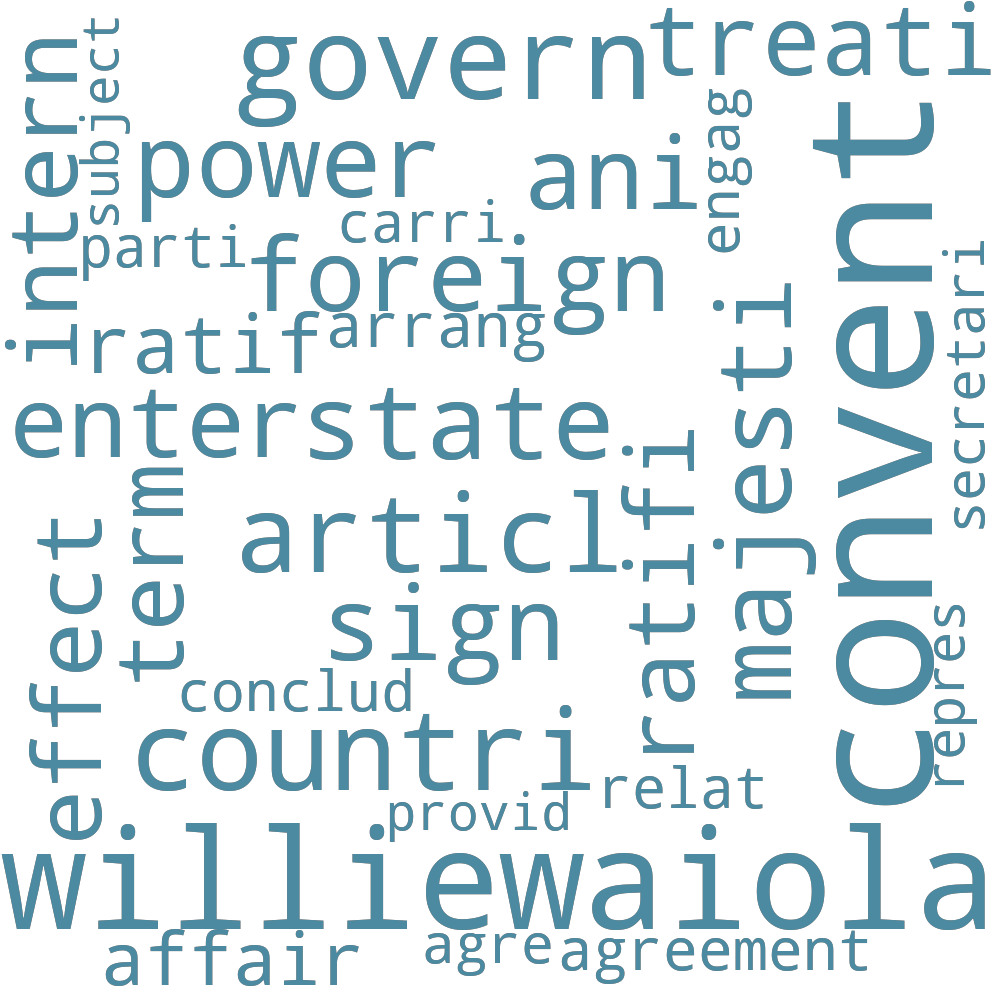 subject
intern
govern
treati
power
ani
engag
carri
parti
foreign
arrang
ratif
convent
majesti
secretari
enterstate
ratifi
term
articl
effect
sign
conclud
repres
countri
relat
provid
williewaiola
affair
agre
agreement